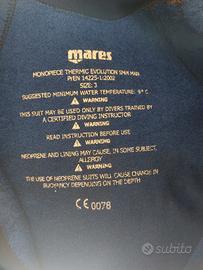 mares
MONOPIECE THERMIC EVOLUTION 5MM MAN
PrEN 14225-1:2002
SIZE: 3
SUGGESTED MINIMUM WATER TEMPERATURE: 9° C
WARNING
THIS SUIT MAY BE USED ONLY BY DIVERS TRAINED BY
A CERTIFIED DIVING INSTRUCTOR
WARNING
READ INSTRUCTION BEFORE USE
WARNING
NEOPRENE AND LINING MAY CAUSE, IN SOME SUBJECT,
ALLERGY
WARNING
THE USE OF NEOPRENE SUITS WILL CAUSE CHANGE IN
BUOYANCY DEPENDING ON THE DEPTH
CE 0078
subito